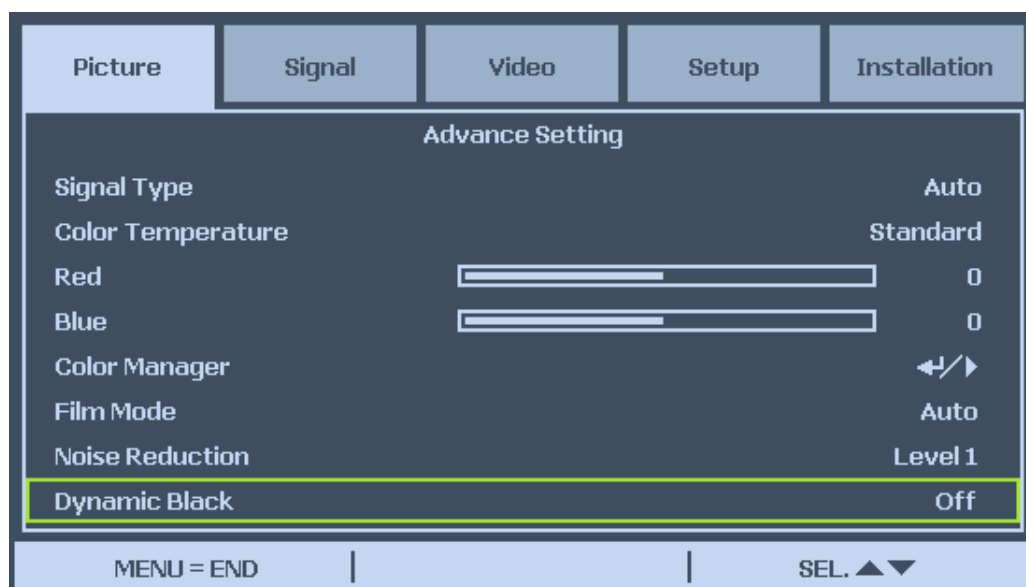 Picture Signal Video Setup Installation
Advance Setting
Signal Type Auto
Color Temperature Standard
Red 0
Blue 0
Color Manager
Film Mode Auto
Noise Reduction Level 1
Dynamic Black Off
MENU = END SEL.